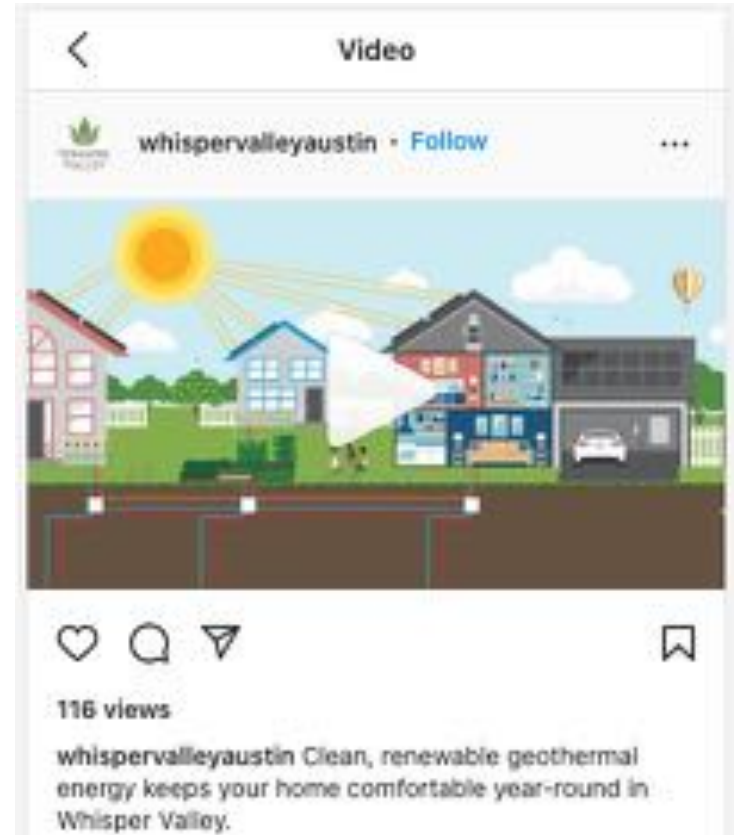 Video
whispervalleyaustin • Follow
116 views
whispervalleyaustin Clean, renewable geothermal
energy keeps your home comfortable year-round in
Whisper Valley.